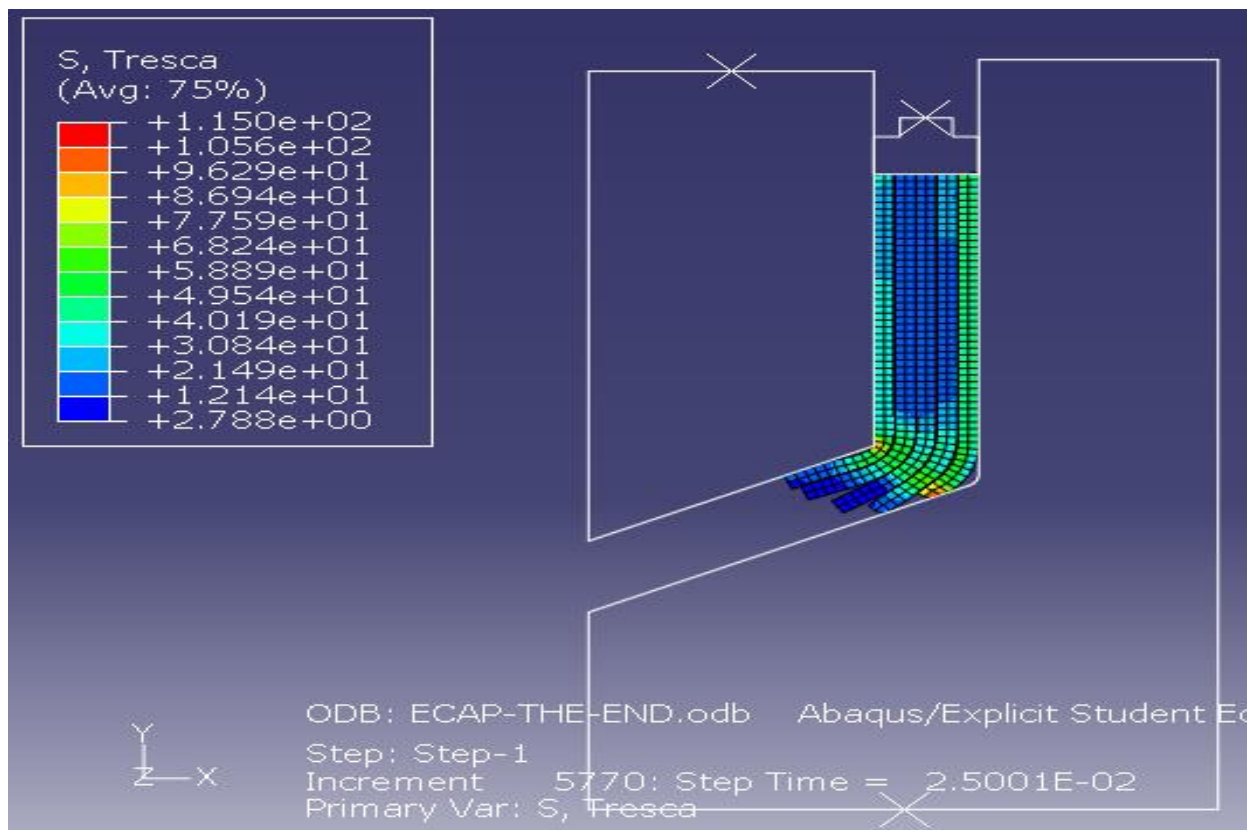 S, Tresca
(Avg: 75%)
+1.150e+02
+1.056e+02
+9.629e+01
+8.694e+01
+7.759e+01
+6.824e+01
+5.889e+01
+4.954e+01
+4.019e+01
+3.084e+01
+2.149e+01
+1.214e+01
+2.788e+00
ODB: ECAP-THE-END.odb Abaqus/Explicit Student
Step: Step-1
Increment 5770: Step Time = 2.5001E-02
Primary Var: S, Tresca
Y
Z X